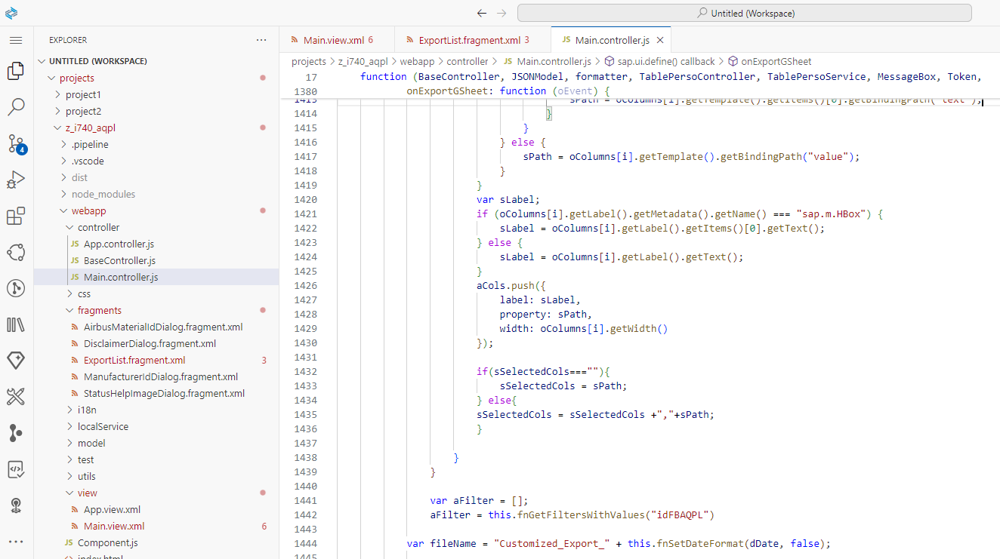 Untitled (Workspace)
EXPLORER
UNTITLED (WORKSPACE)
projects
project1
project2
z_i740_aqpl
.pipeline
.vscode
dist
node_modules
webapp
controller
JS App.controller.js
JS BaseController.js
JS Main.controller.js
css
fragments
AirbusMaterialIdDialog.fragment.xml
DisclaimerDialog.fragment.xml
ExportList.fragment.xml 3
ManufacturerIdDialog.fragment.xml
StatusHelpImageDialog.fragment.xml
i18n
localService
model
test
utils
view
App.view.xml
Main.view.xml 6
JS Component.js
index.html
4
Main.view.xml 6
ExportList.fragment.xml 3
JS Main.controller.js
projects > z_i740_aqpl > webapp > controller > JS Main.controller.js > sap.ui.define() callback > onExportGSheet
17 function (BaseController, JSONModel, formatter, TablePersoController, TablePersoService, MessageBox, Token,
1380 onExportGSheet: function (oEvent) {
1413 sPath = oColumns[i].getTemplate().getItems()[0].getBindingPath("text");
1414 }
1415 }
1416 } else {
1417 sPath = oColumns[i].getTemplate().getBindingPath("value");
1418 }
1419 }
1420 var sLabel;
1421 if (oColumns[i].getLabel().getMetadata().getName() === "sap.m.HBox") {
1422 sLabel = oColumns[i].getLabel().getItems()[0].getText();
1423 } else {
1424 sLabel = oColumns[i].getLabel().getText();
1425 }
1426 aCols.push({
1427 label: sLabel,
1428 property: sPath,
1429 width: oColumns[i].getWidth()
1430 });
1431
1432 if(sSelectedCols===""){
1433 sSelectedCols = sPath;
1434 } else{
1435 sSelectedCols = sSelectedCols +","+sPath;
1436 }
1437
1438 }
1439 }
1440
1441 var aFilter = [];
1442 aFilter = this.fnGetFiltersWithValues("idFBAQPL")
1443
1444 var fileName = "Customized_Export_" + this.fnSetDateFormat(dDate, false);
1445